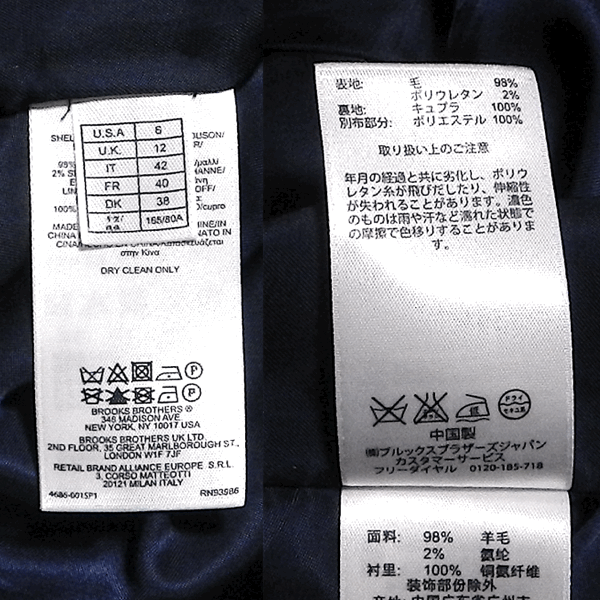 U.S.A 6
U.K. 12
IT 42
FR 40
DK 38
165/80A
DRY CLEAN ONLY
BROOKS BROTHERS ®
346 MADISON AVE
NEW YORK, NY 10017 USA
BROOKS BROTHERS UK LTD.
2ND FLOOR, 35 GREAT MARLBOROUGH ST.,
LONDON W1F 7JF
RETAIL BRAND ALLIANCE EUROPE S.R.L.
3, CORSO MATTEOTTI
20121 MILAN ITALY
4686-6015P1 RN93986
表地: 毛 98%
ポリウレタン 2%
裏地: キュプラ 100%
別布部分: ポリエステル 100%
取り扱い上のご注意
年月の経過と共に劣化し、ポリウ
レタン糸が飛びだしたり、伸縮性
が失われることがあります。濃色
のものは雨や汗など濡れた状態で
の摩擦で色移りすることがありま
す。
低
ドライ
セキユ系
中国製
㈱ブルックスブラザーズジャパン
カスタマーサービス
フリーダイヤル 0120-185-718
面料: 98% 羊毛
2% 氨纶
衬里: 100% 铜氨纤维
装饰部份除外